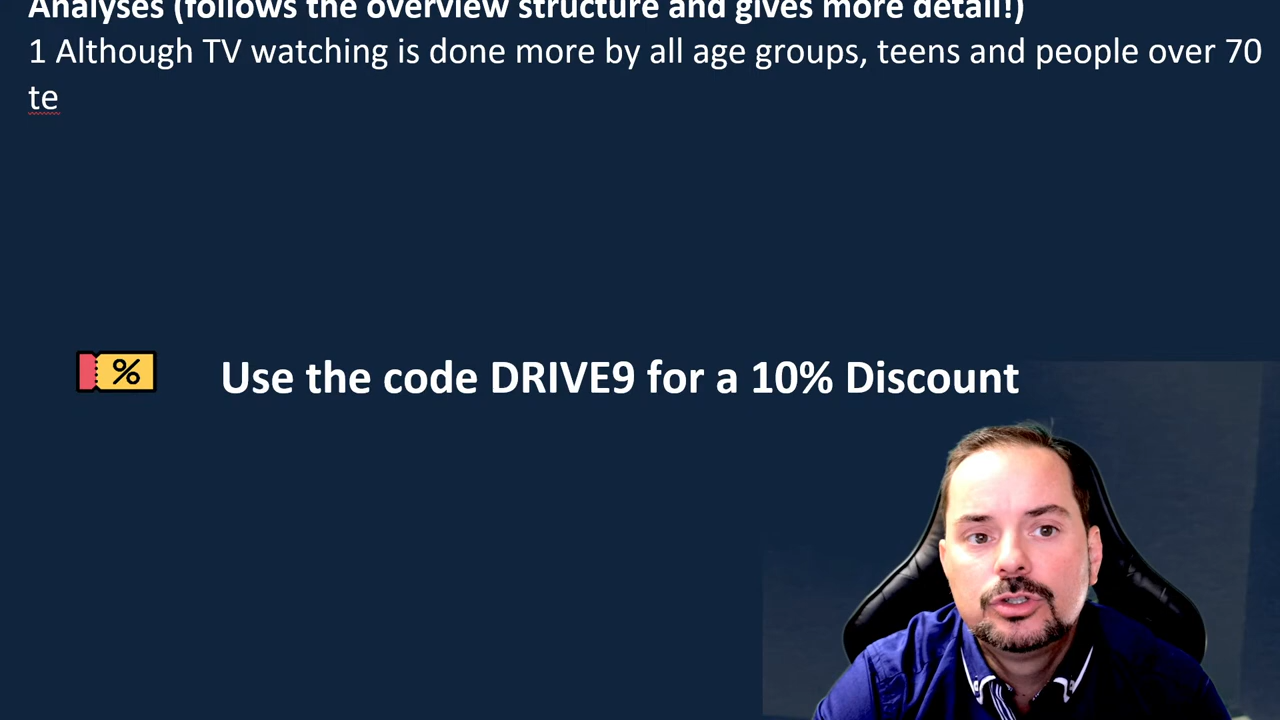 Analyses (follows the overview structure and gives more detail!)
1 Although TV watching is done more by all age groups, teens and people over 70
te
%
Use the code DRIVE9 for a 10% Discount